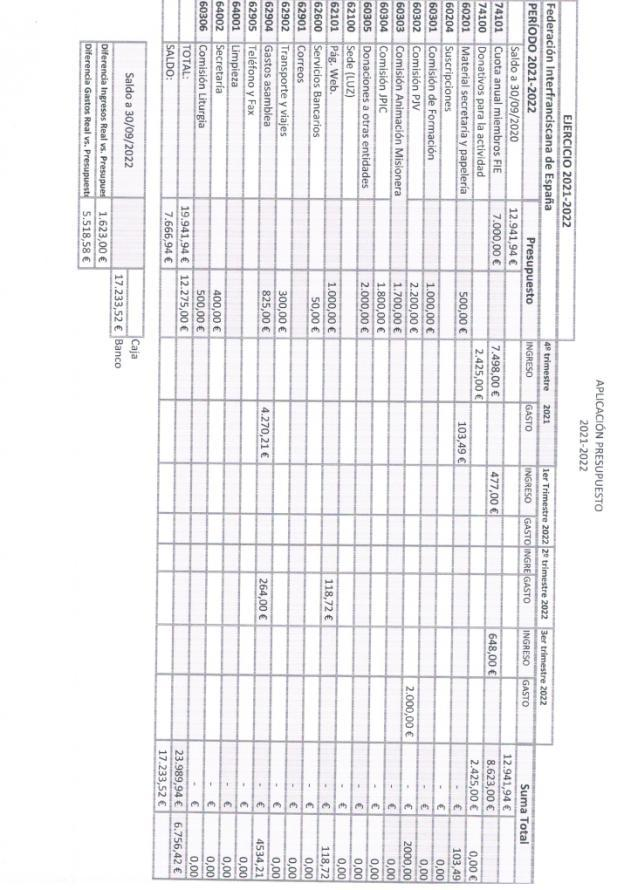 APLICACIÓN PRESUPUESTO
2021-2022
EJERCICIO 2021-2022
Federación Interfranciscana de España 4º trimestre 2021 1er Trimestre 2022 2º trimestre 2022 3er trimestre 2022
PERÍODO 2021-2022 Presupuesto INGRESO GASTO INGRESO GASTO INGRE GASTO INGRESO GASTO Suma Total
Saldo a 30/09/2020 12.941,94 € 12.941,94 €
74101 Cuota anual miembros FIE 7.000,00 € 7.498,00 € 477,00 € 648,00 € 8.623,00 €
74100 Donativos para la actividad 2.425,00 € 2.425,00 € 0,00 €
60201 Material secretaría y papelería 500,00 € 103,49 € - € 103,49
60204 Suscripciones - € 0,00
60301 Comisión de Formación 1.000,00 € - € 0,00
60302 Comisión PJV 2.200,00 € 2.000,00 € - € 2000,00
60303 Comisión Animación Misionera 1.700,00 € - € 0,00
60304 Comisión JPIC 1.800,00 € - € 0,00
60305 Donaciones a otras entidades 2.000,00 € - € 0,00
62100 Sede (LUZ) - € 0,00
62101 Pág. Web. 1.000,00 € 118,72 € - € 118,72
62600 Servicios Bancarios 50,00 € - € 0,00
62901 Correos - € 0,00
62902 Transporte y viajes 300,00 € - € 0,00
62904 Gastos asamblea 825,00 € 4.270,21 € 264,00 € - € 4534,21
62905 Teléfono y Fax - € 0,00
64001 Limpieza - € 0,00
64002 Secretaría 400,00 € - € 0,00
60306 Comisión Liturgia 500,00 € - € 0,00
TOTAL: 19.941,94 € 12.275,00 € 23.989,94 € 6.756,42 €
SALDO: 7.666,94 € 17.233,52 €
Caja
Saldo a 30/09/2022 17.233,52 € Banco
Diferencia Ingresos Real vs. Presupues 1.623,00 €
Diferencia Gastos Real vs. Presupuest 5.518,58 €